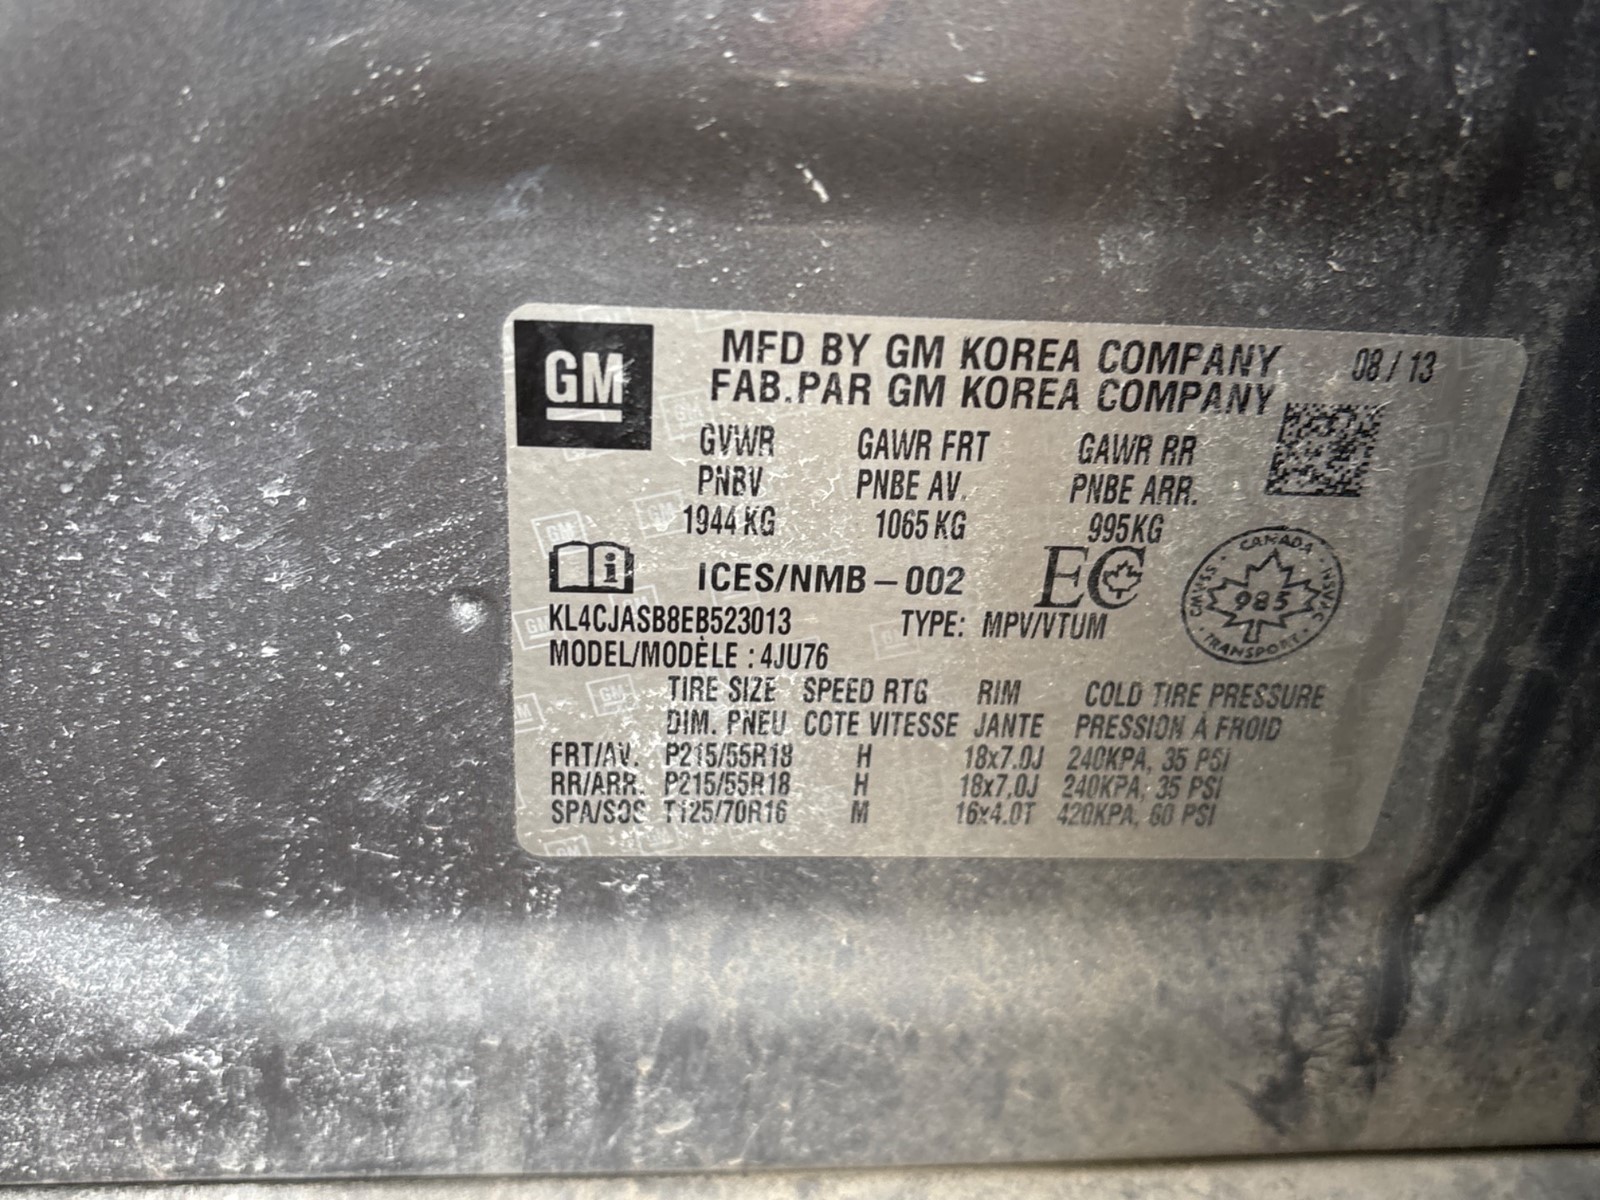 GM
MFD BY GM KOREA COMPANY 08 / 13
FAB.PAR GM KOREA COMPANY
GVWR GAWR FRT GAWR RR
PNBV PNBE AV. PNBE ARR.
1944 KG 1065 KG 995KG
i ICES/NMB-002 EC
CANADA CMVSS NSVAC 985 TRANSPORT
KL4CJASB8EB523013 TYPE: MPV/VTUM
MODEL/MODÈLE : 4JU76
TIRE SIZE SPEED RTG RIM COLD TIRE PRESSURE
DIM. PNEU COTE VITESSE JANTE PRESSION À FROID
FRT/AV. P215/55R18 H 18x7.0J 240KPA, 35 PSI
RR/ARR. P215/55R18 H 18x7.0J 240KPA, 35 PSI
SPA/SOS T125/70R16 M 16x4.0T 420KPA, 60 PSI